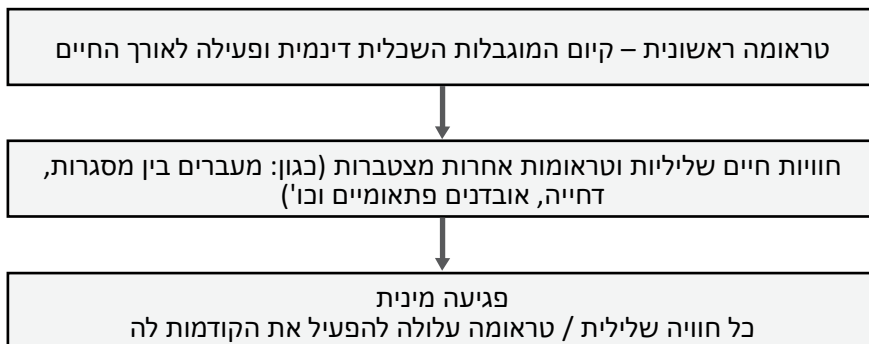 טראומה ראשונית – קיום המוגבלות השכלית דינמית ופעילה לאורך החיים
חוויות חיים שליליות וטראומות אחרות מצטברות (כגון: מעברים בין מסגרות,
דחייה, אובדנים פתאומיים וכו')
פגיעה מינית
כל חוויה שלילית / טראומה עלולה להפעיל את הקודמות לה